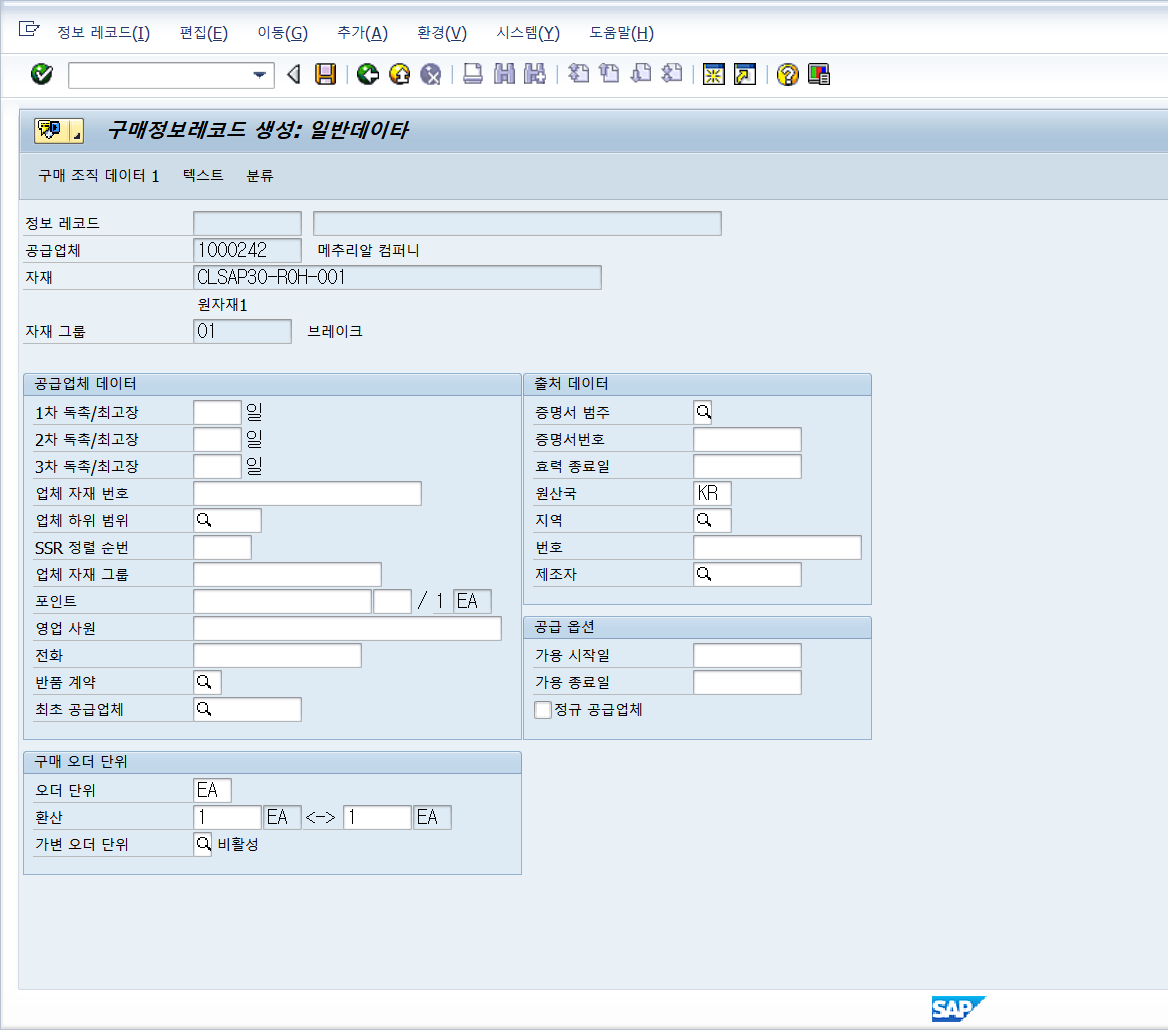 정보 레코드(I) 편집(E) 이동(G) 추가(A) 환경(V) 시스템(Y) 도움말(H)
구매정보레코드 생성: 일반데이타
구매 조직 데이터 1 텍스트 분류
정보 레코드
공급업체 1000242 메추리알 컴퍼니
자재 CLSAP30-ROH-001
원자재1
자재 그룹 01 브레이크
공급업체 데이터
1차 독촉/최고장 일
2차 독촉/최고장 일
3차 독촉/최고장 일
업체 자재 번호
업체 하위 범위
SSR 정렬 순번
업체 자재 그룹
포인트 / 1 EA
영업 사원
전화
반품 계약
최초 공급업체
출처 데이터
증명서 범주
증명서번호
효력 종료일
원산국 KR
지역
번호
제조자
공급 옵션
가용 시작일
가용 종료일
정규 공급업체
구매 오더 단위
오더 단위 EA
환산 1 EA <-> 1 EA
가변 오더 단위 비활성
SAP